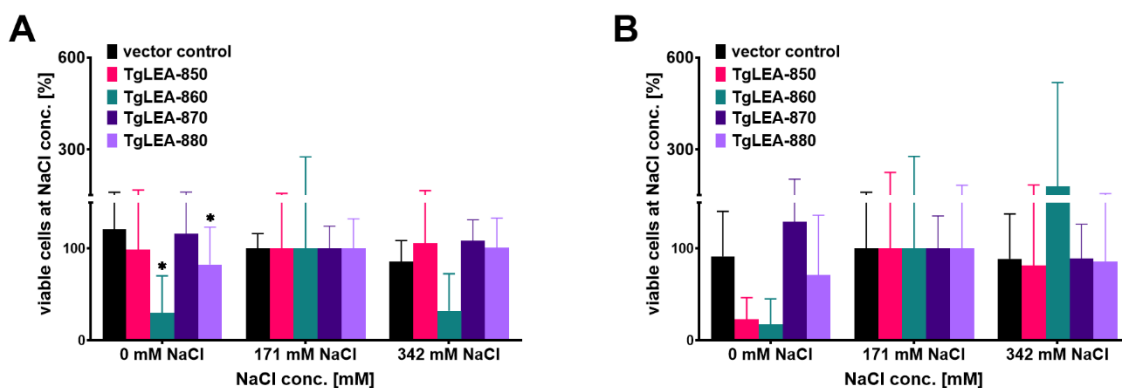 A
viable cells at NaCl conc. [%]
600
300
100
0
vector control
TgLEA-850
TgLEA-860
TgLEA-870
TgLEA-880
*
*
0 mM NaCl
171 mM NaCl
342 mM NaCl
NaCl conc. [mM]
B
viable cells at NaCl conc. [%]
600
300
100
0
vector control
TgLEA-850
TgLEA-860
TgLEA-870
TgLEA-880
0 mM NaCl
171 mM NaCl
342 mM NaCl
NaCl conc. [mM]